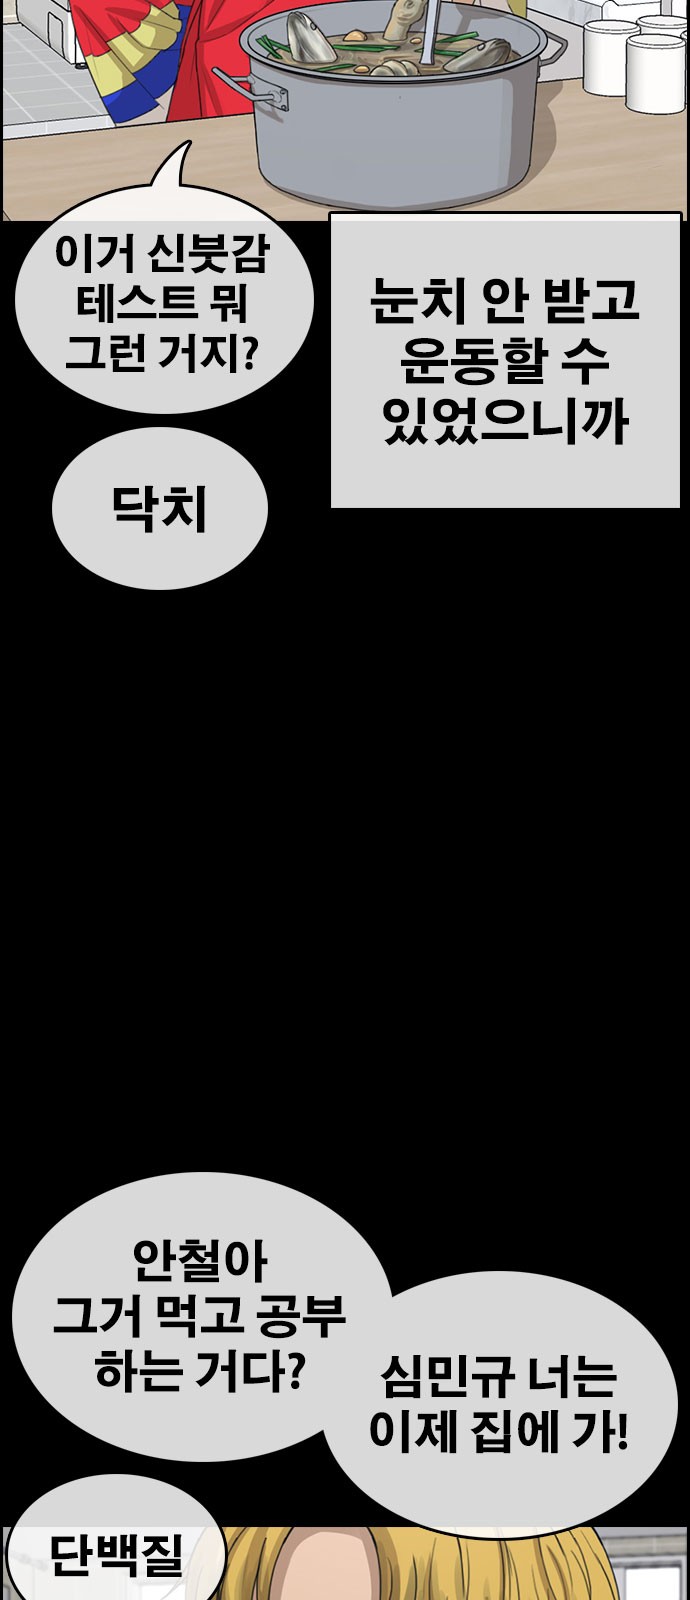 이거 신붓감
테스트 뭐
그런 거지?
눈치 안 받고
운동할 수
있었으니까
닥치
안철아
그거 먹고 공부
하는 거다?
심민규 너는
이제 집에 가!
단백질